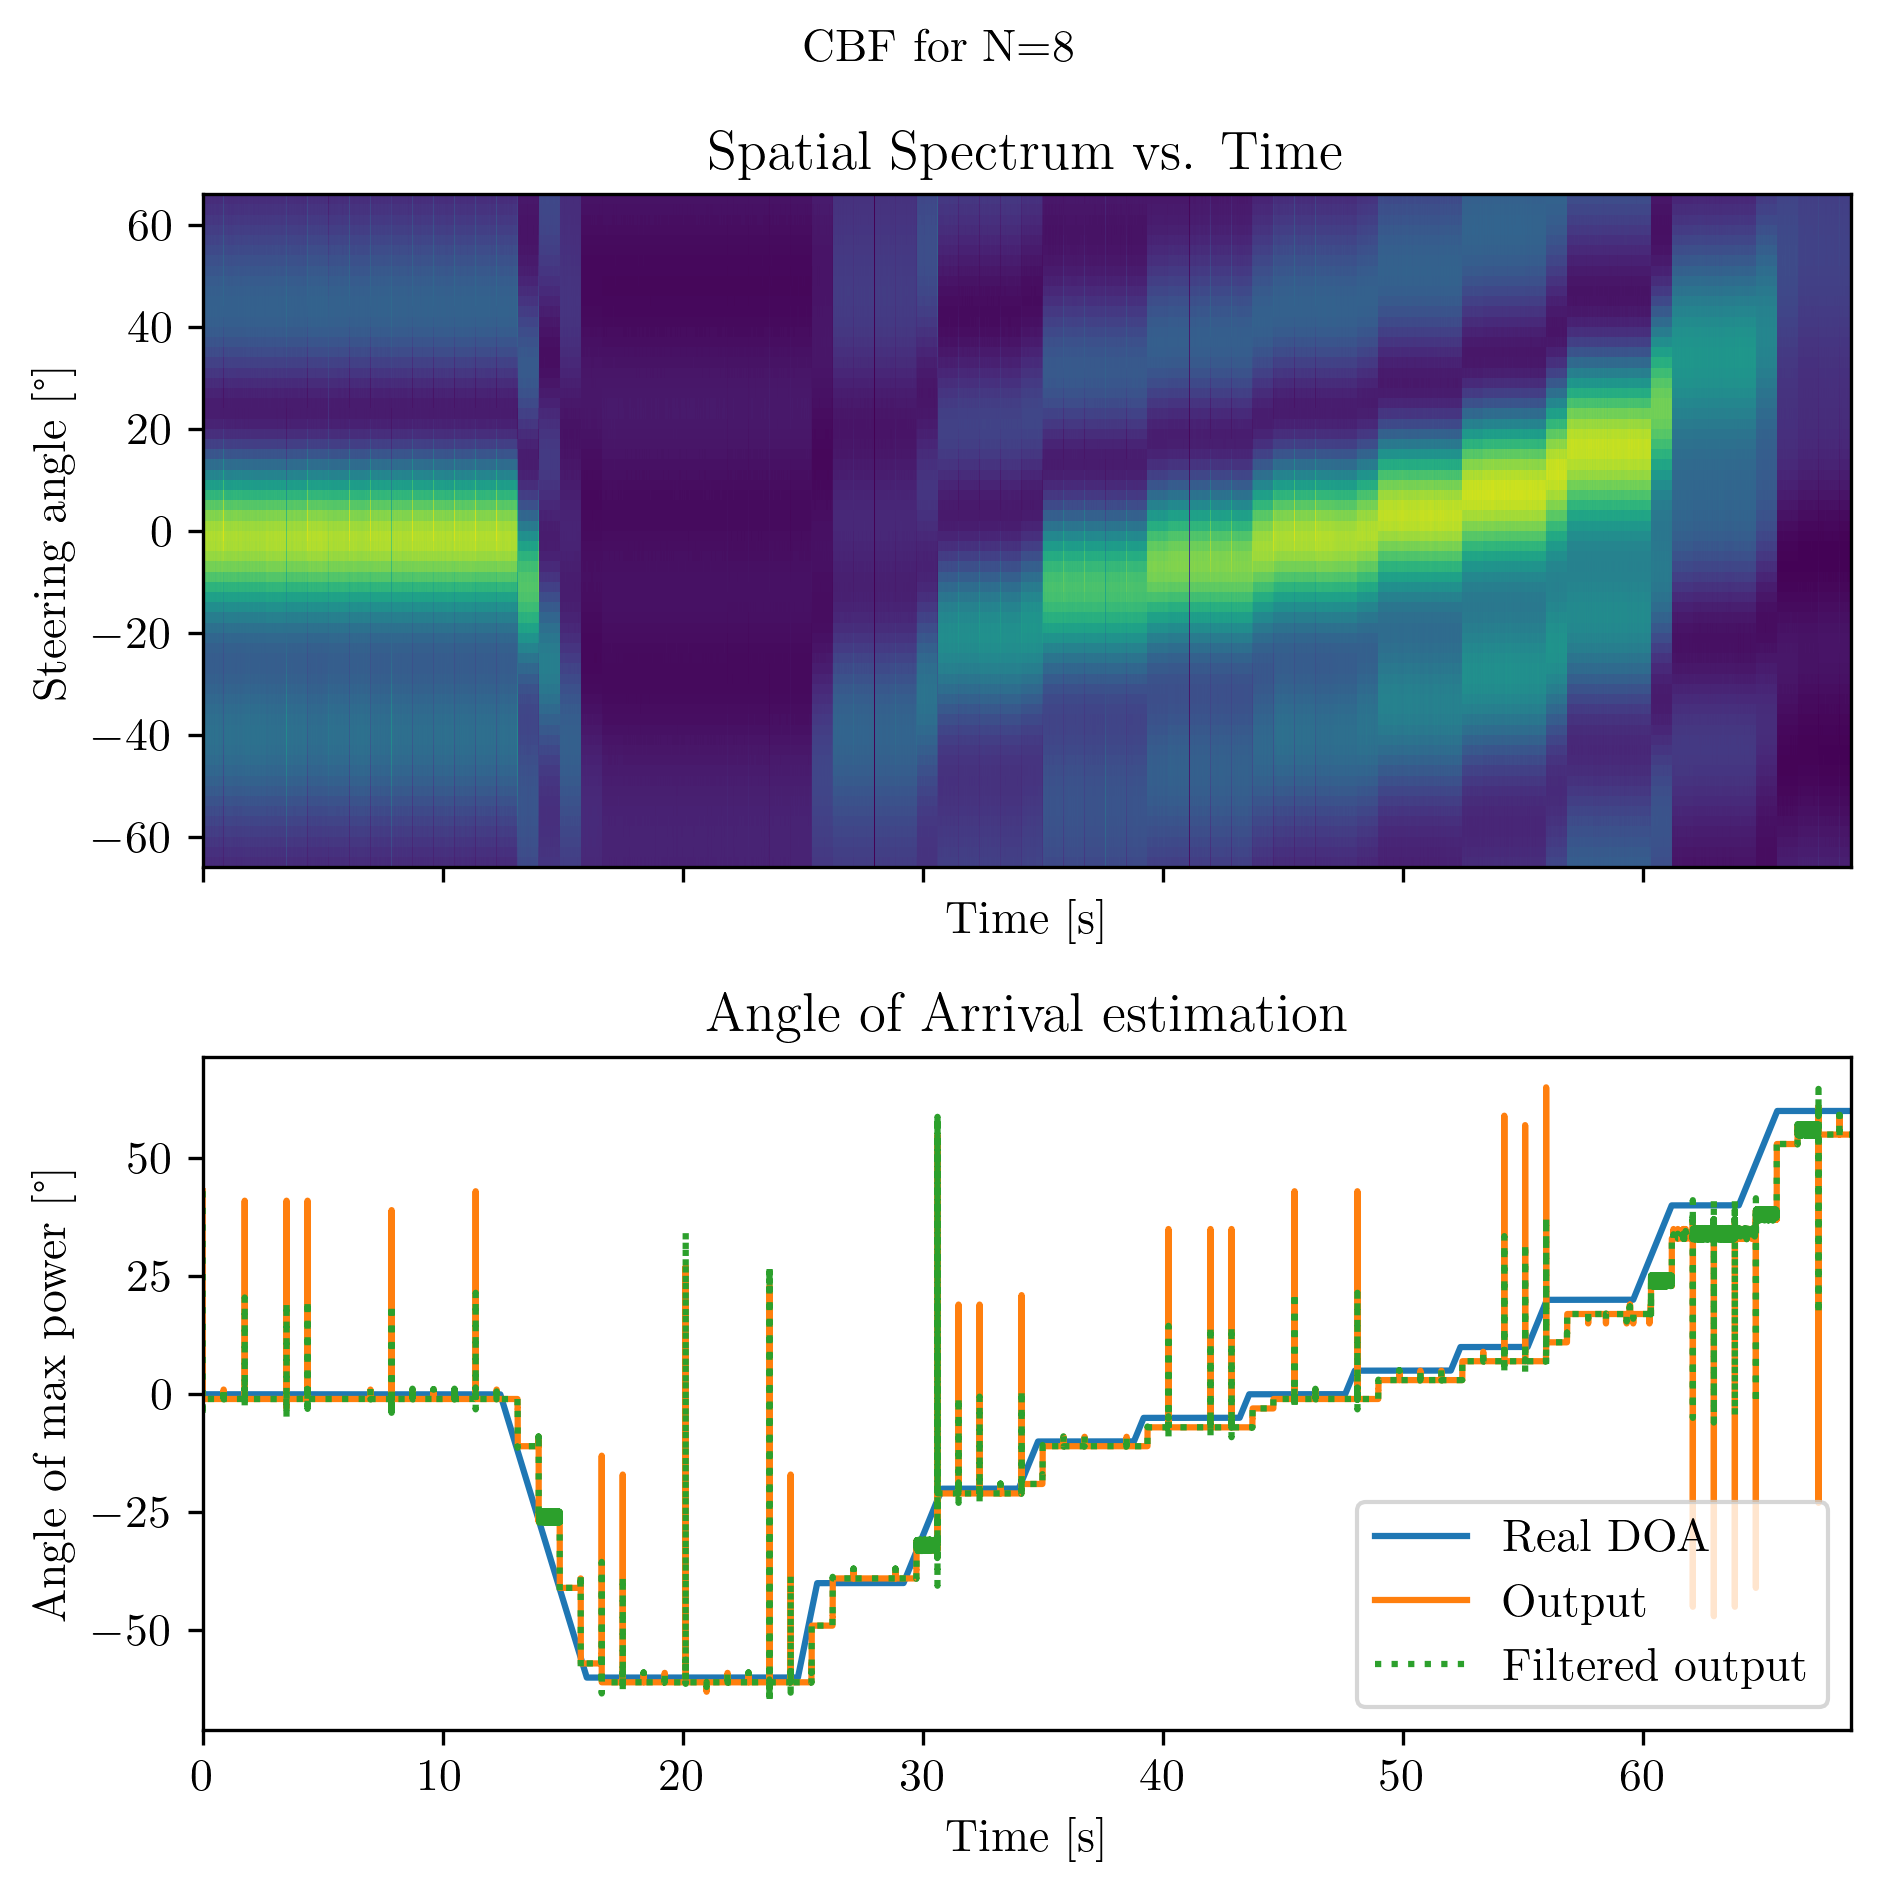 CBF for N=8
Spatial Spectrum vs. Time
60
40
20
0
−20
−40
−60
Steering angle [°]
Time [s]
Angle of Arrival estimation
50
25
0
−25
−50
Angle of max power [°]
Real DOA
Output
Filtered output
0 10 20 30 40 50 60
Time [s]